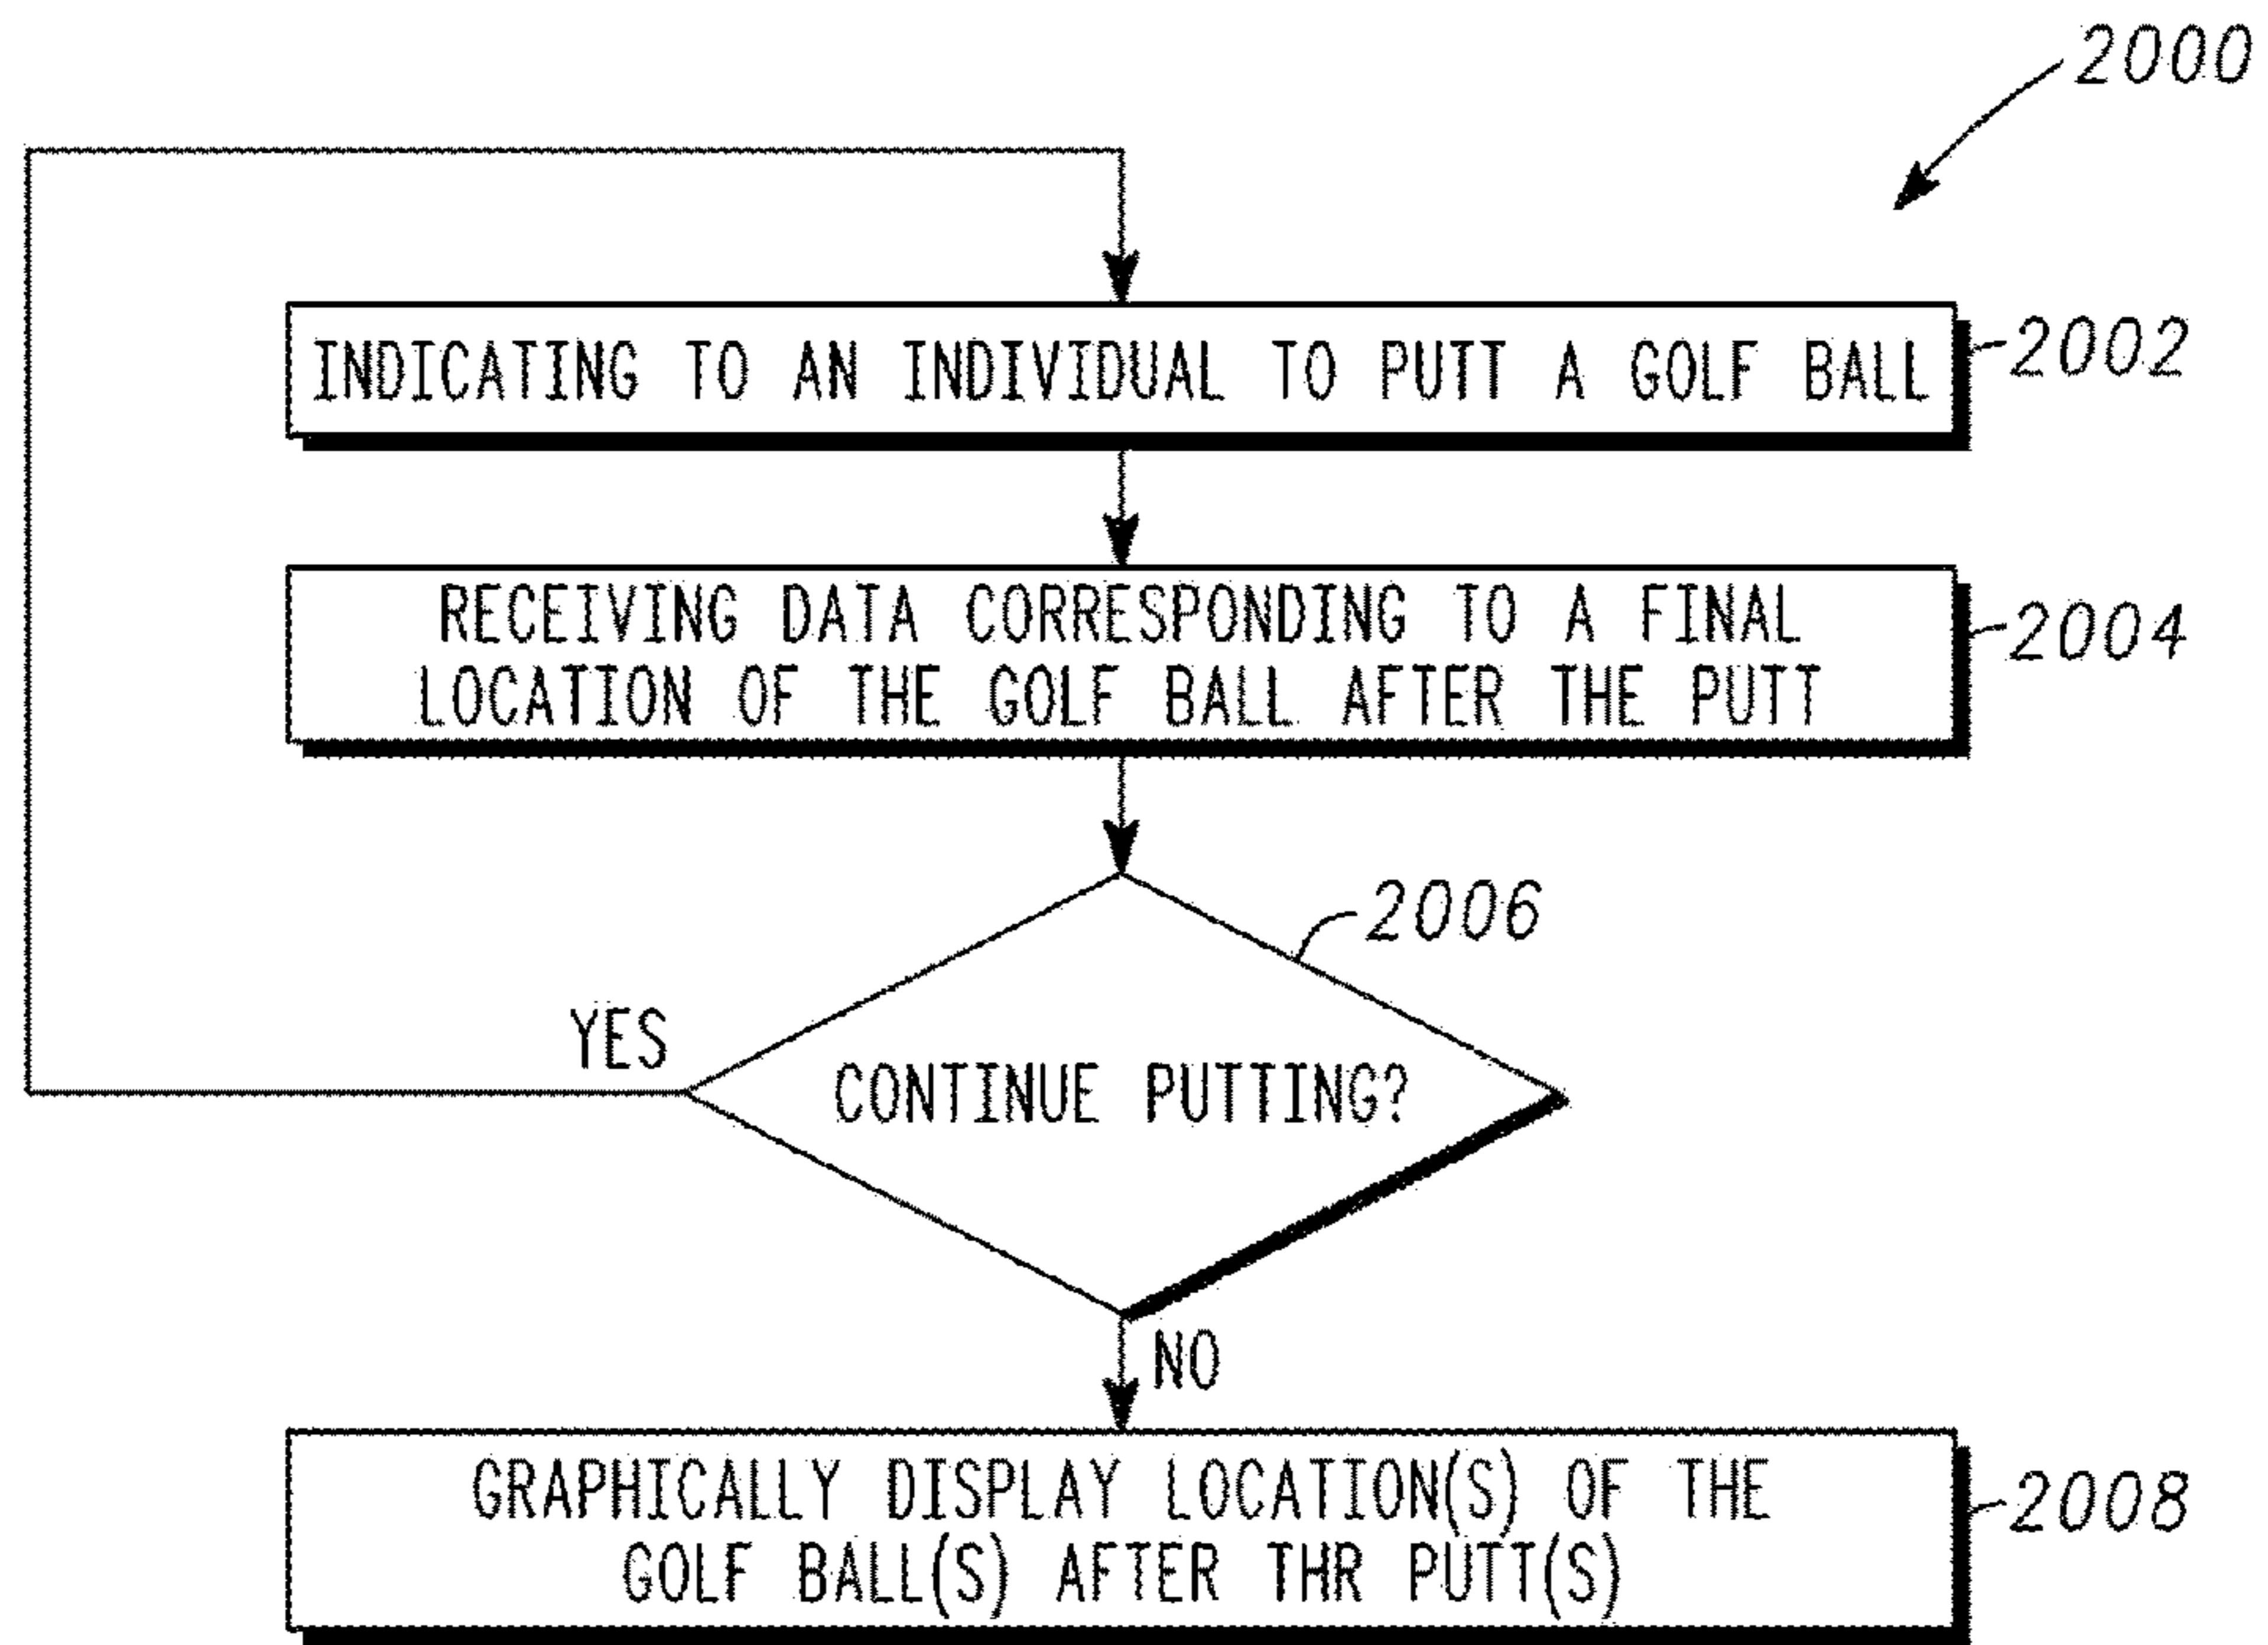 2000
INDICATING TO AN INDIVIDUAL TO PUTT A GOLF BALL
2002
RECEIVING DATA CORRESPONDING TO A FINAL
LOCATION OF THE GOLF BALL AFTER THE PUTT
2004
2006
YES
CONTINUE PUTTING?
NO
GRAPHICALLY DISPLAY LOCATION(S) OF THE
GOLF BALL(S) AFTER THR PUTT(S)
2008